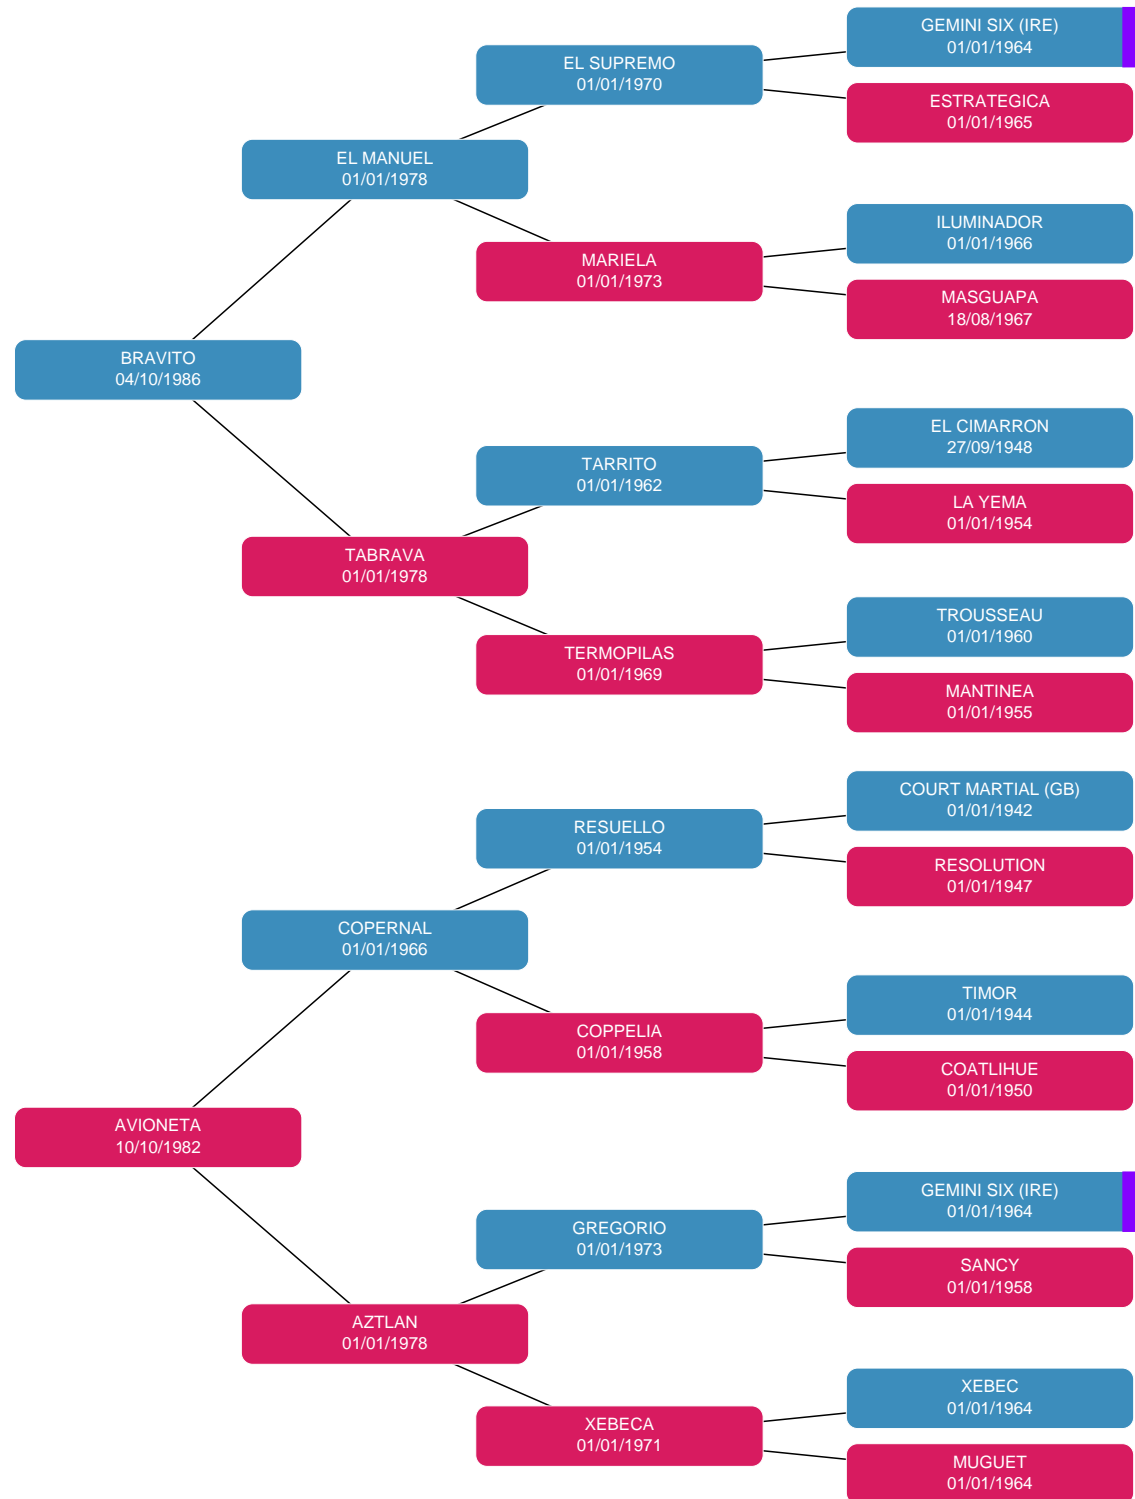 GEMINI SIX (IRE)
01/01/1964
EL SUPREMO
01/01/1970
ESTRATEGICA
01/01/1965
EL MANUEL
01/01/1978
ILUMINADOR
01/01/1966
MARIELA
01/01/1973
MASGUAPA
18/08/1967
BRAVITO
04/10/1986
EL CIMARRON
27/09/1948
TARRITO
01/01/1962
LA YEMA
01/01/1954
TABRAVA
01/01/1978
TROUSSEAU
01/01/1960
TERMOPILAS
01/01/1969
MANTINEA
01/01/1955
COURT MARTIAL (GB)
01/01/1942
RESUELLO
01/01/1954
RESOLUTION
01/01/1947
COPERNAL
01/01/1966
TIMOR
01/01/1944
COPPELIA
01/01/1958
COATLIHUE
01/01/1950
AVIONETA
10/10/1982
GEMINI SIX (IRE)
01/01/1964
GREGORIO
01/01/1973
SANCY
01/01/1958
AZTLAN
01/01/1978
XEBEC
01/01/1964
XEBECA
01/01/1971
MUGUET
01/01/1964